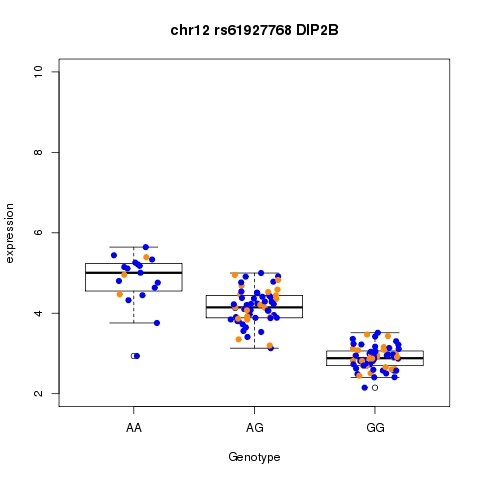 chr12 rs61927768 DIP2B
10
8
6
4
2
expression
AA AG GG
Genotype